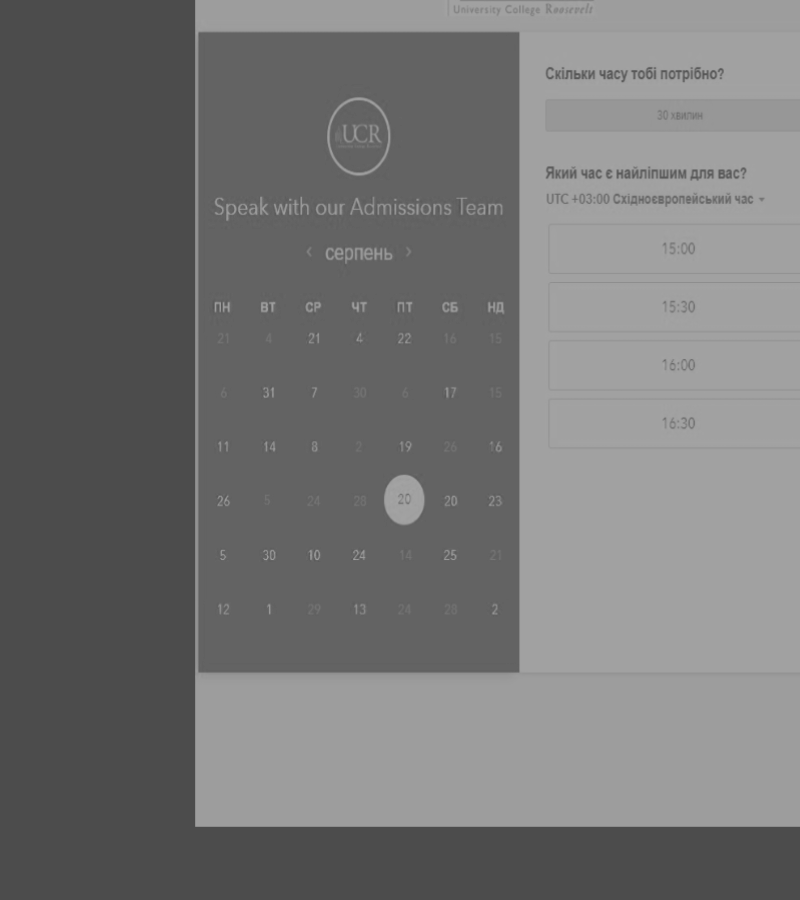 University College Roosevelt
UCR
Speak with our Admissions Team
‹ серпень ›
ПН ВТ СР ЧТ ПТ СБ НД
21 4 21 4 22 16 15
6 31 7 30 6 17 15
11 14 8 2 19 26 16
26 5 24 28 20 20 23
5 30 10 24 14 25 21
12 1 29 13 24 28 2
Скільки часу тобі потрібно?
30 хвилин
Який час є найліпшим для вас?
UTC +03:00 Східноєвропейський час
15:00
15:30
16:00
16:30